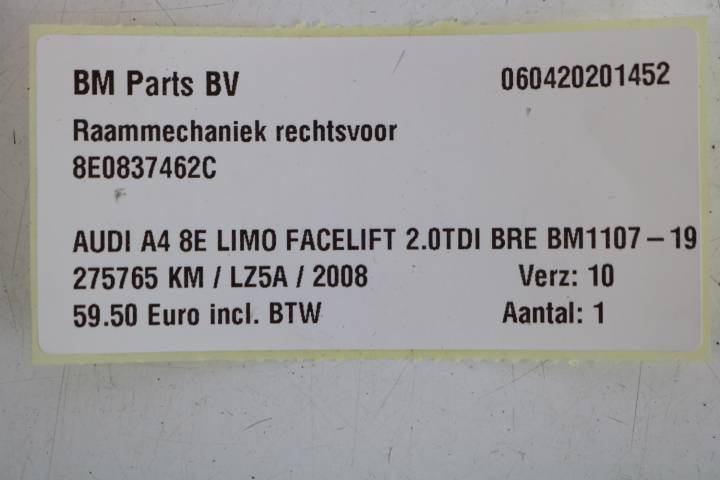 BM Parts BV 060420201452
Raammechaniek rechtsvoor
8E0837462C
AUDI A4 8E LIMO FACELIFT 2.0TDI BRE BM1107-19
275765 KM / LZ5A / 2008 Verz: 10
59.50 Euro incl. BTW Aantal: 1